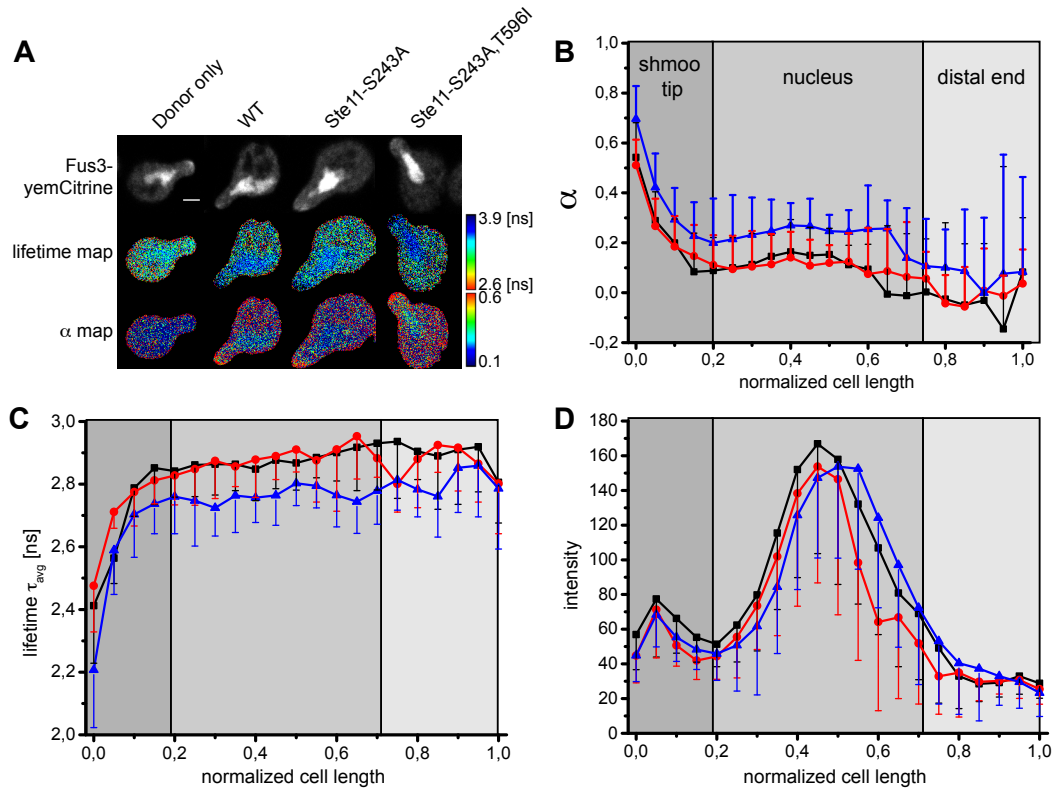 A
Donor only
WT
Ste11-S243A
Ste11-S243A,T596I
Fus3-
yemCitrine
lifetime map
3.9 [ns]
2.6 [ns]
α map
0.6
0.1
B
shmoo
tip
nucleus
distal end
1,0
0,8
0,6
0,4
0,2
0,0
-0,2
α
0,0 0,2 0,4 0,6 0,8 1,0
normalized cell length
C
3,0
2,8
2,6
2,4
2,2
2,0
lifetime τavg [ns]
0,0 0,2 0,4 0,6 0,8 1,0
normalized cell length
D
180
160
140
120
100
80
60
40
20
0
intensity
0,0 0,2 0,4 0,6 0,8 1,0
normalized cell length